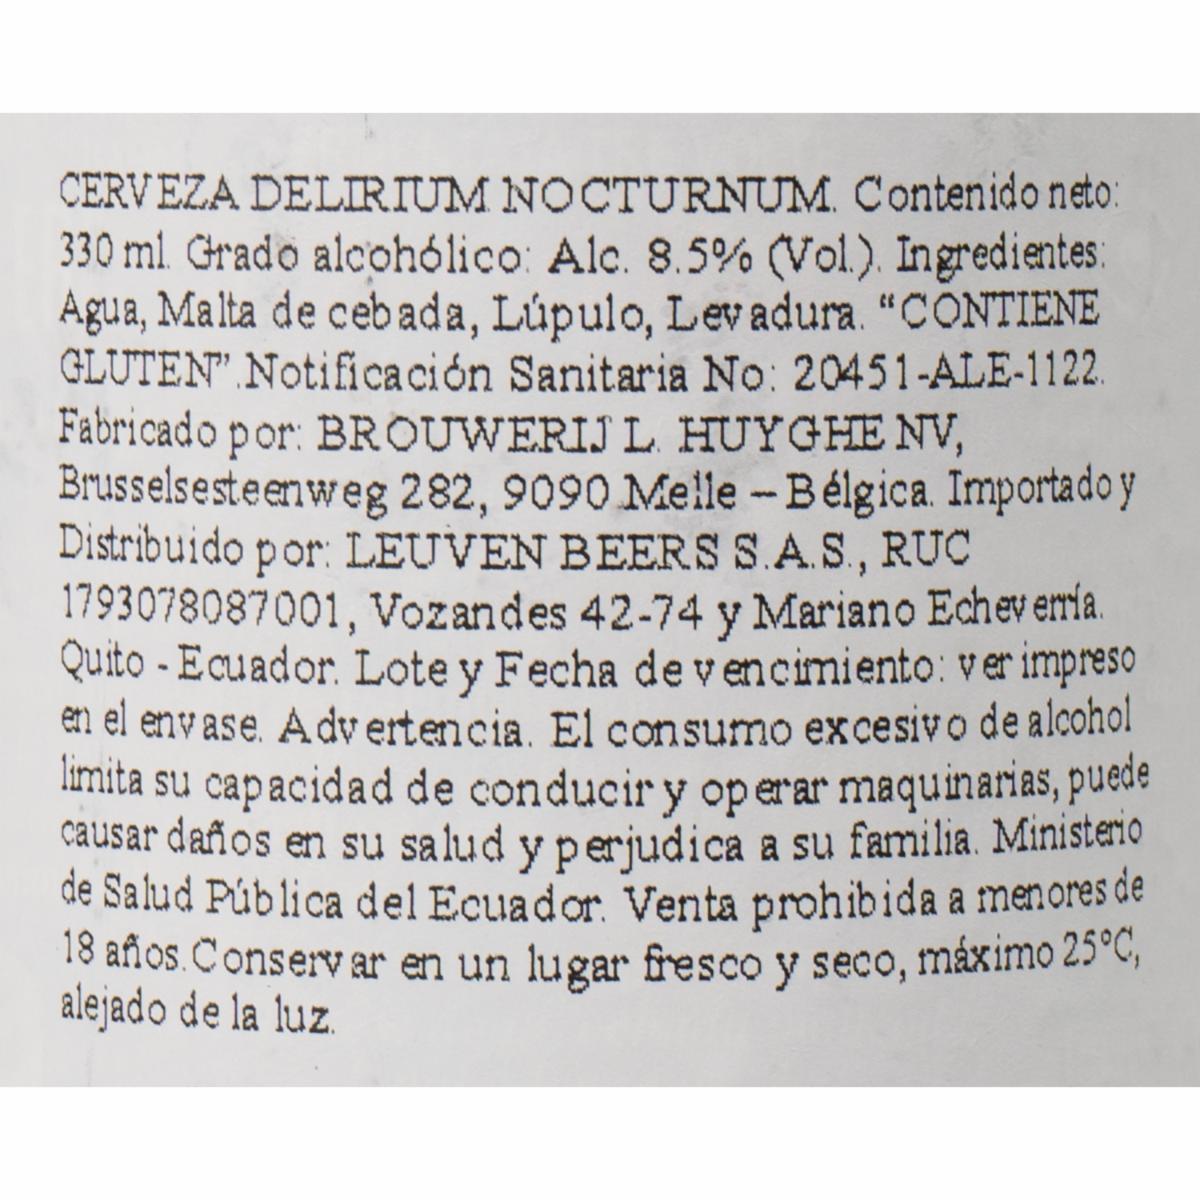 CERVEZA DELIRIUM NOCTURNUM. Contenido neto:
330 ml. Grado alcohólico: Alc. 8.5% (Vol.). Ingredientes:
Agua, Malta de cebada, Lúpulo, Levadura. “CONTIENE
GLUTEN”. Notificación Sanitaria No: 20451-ALE-1122.
Fabricado por: BROUWERIJ L. HUYGHE NV,
Brusselsesteenweg 282, 9090 Melle – Bélgica. Importado y
Distribuido por: LEUVEN BEERS S.A.S., RUC
1793078087001, Vozandes 42-74 y Mariano Echeverría.
Quito - Ecuador. Lote y Fecha de vencimiento: ver impreso
en el envase. Advertencia. El consumo excesivo de alcohol
limita su capacidad de conducir y operar maquinarias, puede
causar daños en su salud y perjudica a su familia. Ministerio
de Salud Pública del Ecuador. Venta prohibida a menores de
18 años. Conservar en un lugar fresco y seco, máximo 25°C,
alejado de la luz.